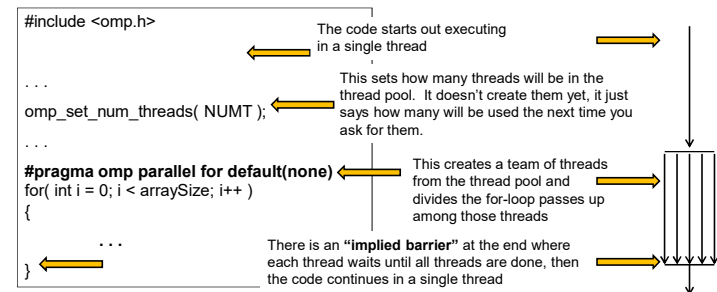 #include <omp.h>
The code starts out executing
in a single thread
. . .
This sets how many threads will be in the
thread pool. It doesn’t create them yet, it just
says how many will be used the next time you
ask for them.
omp_set_num_threads( NUMT );
. . .
#pragma omp parallel for default(none)
for( int i = 0; i < arraySize; i++ )
{
. . .
}
This creates a team of threads
from the thread pool and
divides the for-loop passes up
among those threads
There is an “implied barrier” at the end where
each thread waits until all threads are done, then
the code continues in a single thread